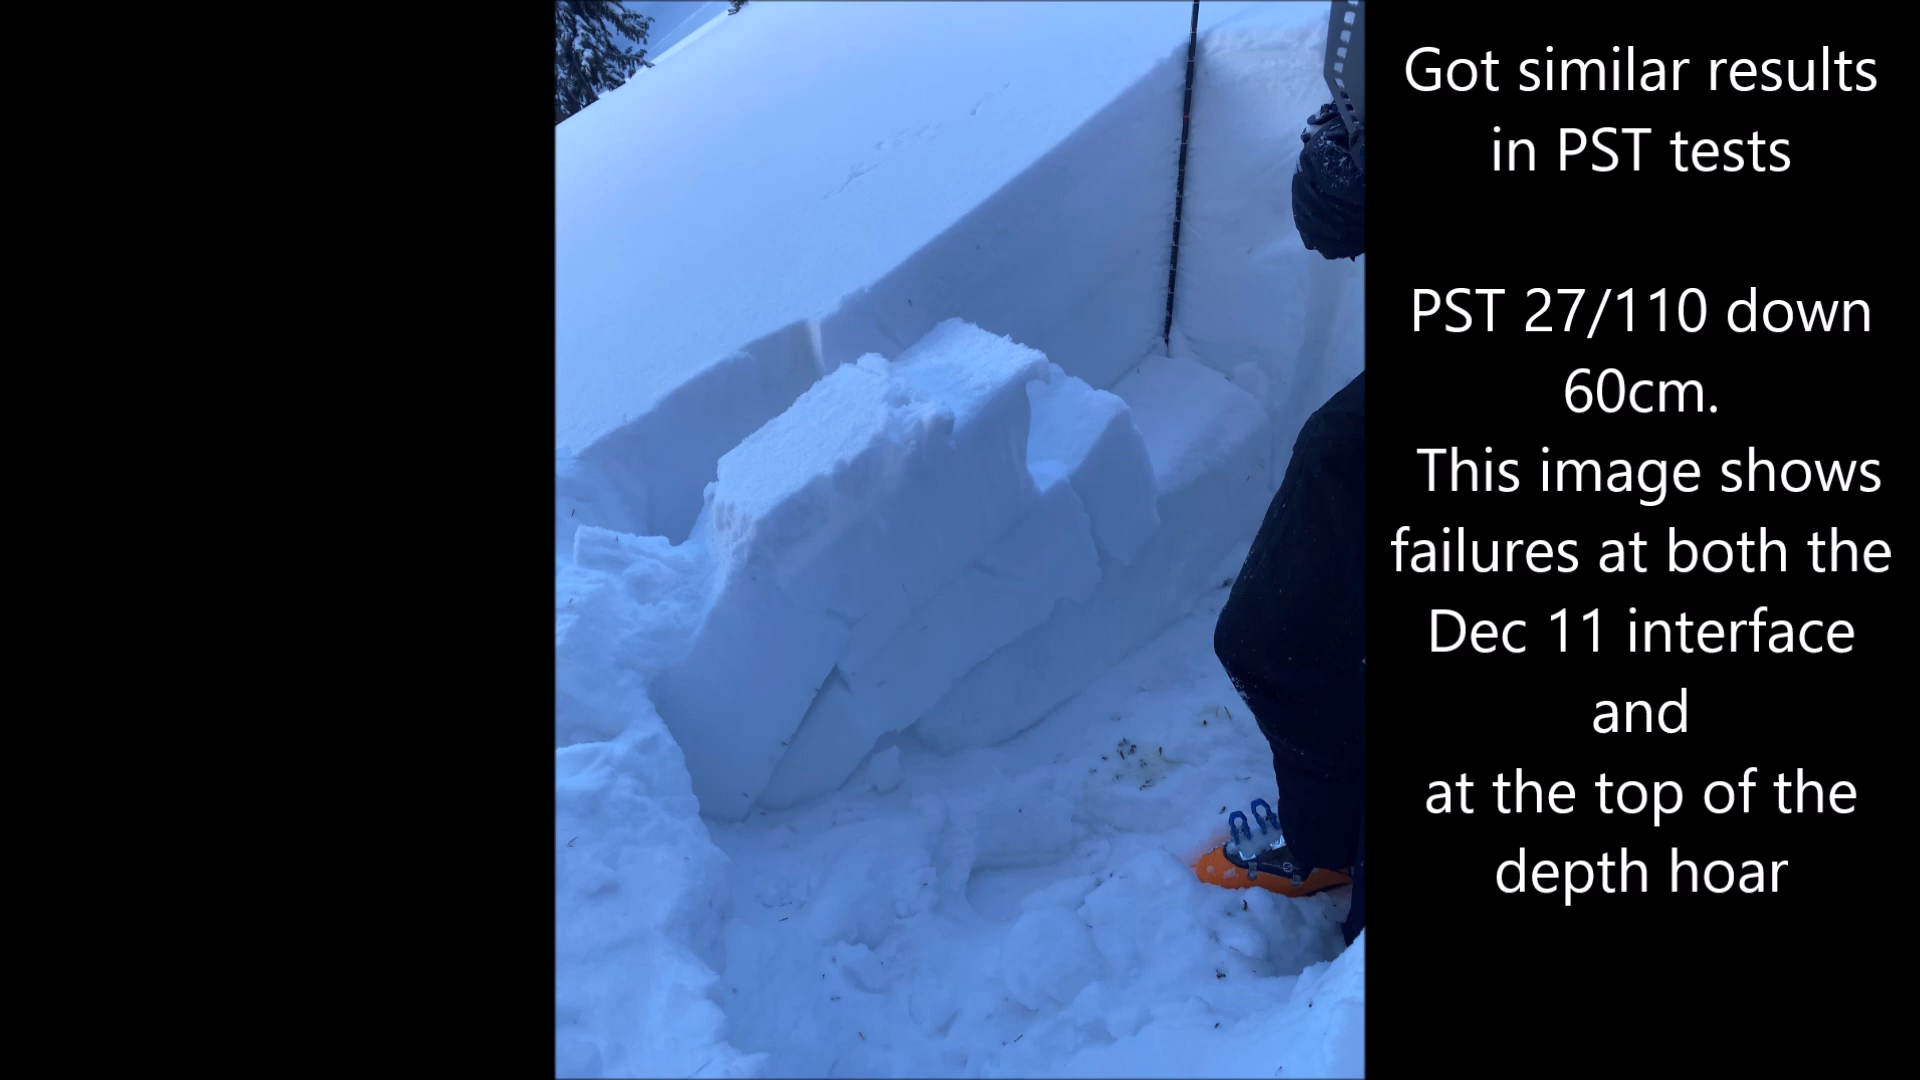 Got similar results
in PST tests
PST 27/110 down
60cm.
This image shows
failures at both the
Dec 11 interface
and
at the top of the
depth hoar